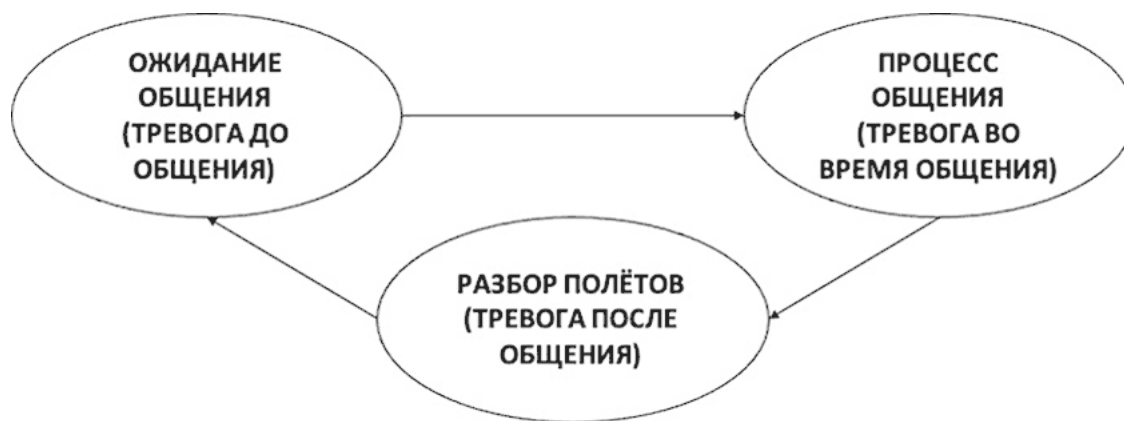 ОЖИДАНИЕ
ОБЩЕНИЯ
(ТРЕВОГА ДО
ОБЩЕНИЯ)
ПРОЦЕСС
ОБЩЕНИЯ
(ТРЕВОГА ВО
ВРЕМЯ ОБЩЕНИЯ)
РАЗБОР ПОЛЁТОВ
(ТРЕВОГА ПОСЛЕ
ОБЩЕНИЯ)